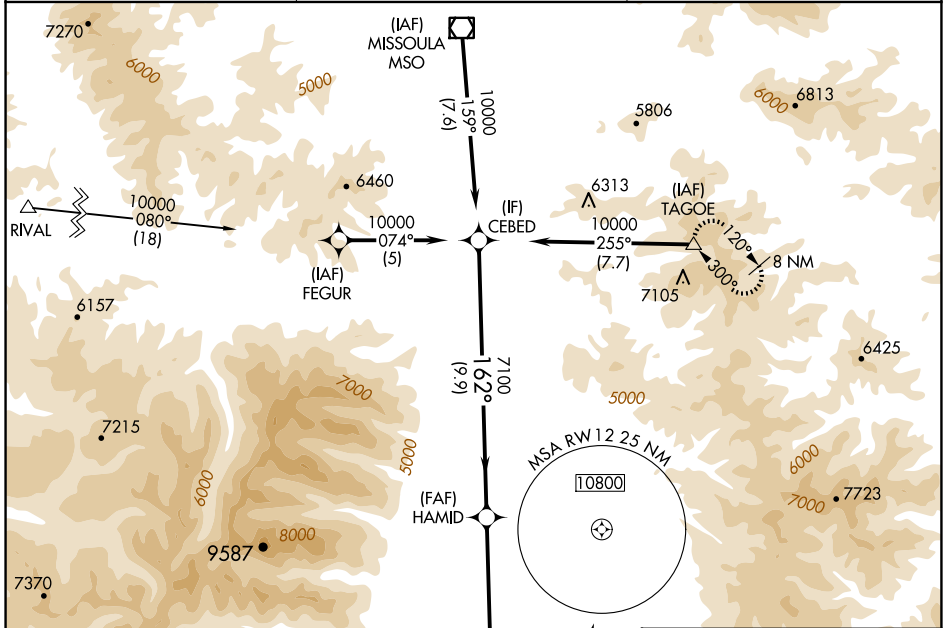 7270
6000
(IAF)
MISSOULA
MSO
5000
10000
159°
(7.6)
5806
6000
6813
6460
6313
(IAF)
TAGOE
(IF)
CEBED
10000
080°
(18)
RIVAL
10000
074°
(5)
(IAF)
FEGUR
10000
255°
(7.7)
120°
300°
8 NM
7105
6157
6425
7000
7100
162°
(9.9)
5000
7215
5000
6000
MSA RW12 25 NM
10800
6000
7000
7723
(FAF)
HAMID
8000
9587
7370